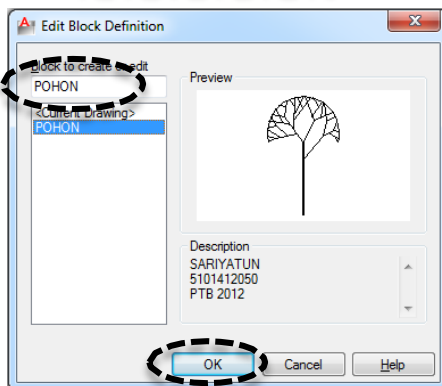 Edit Block Definition
Block to create or edit
POHON
<Current Drawing>
POHON
Preview
Description
SARIYATUN
5101412050
PTB 2012
OK
Cancel
Help